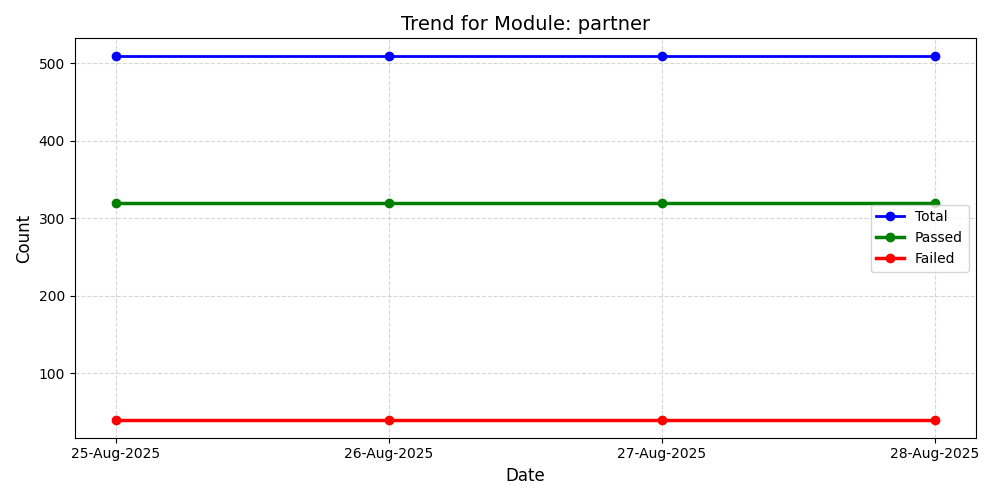 Trend for Module: partner
Count
500
400
300
200
100
Total
Passed
Failed
25-Aug-2025
26-Aug-2025
27-Aug-2025
28-Aug-2025
Date